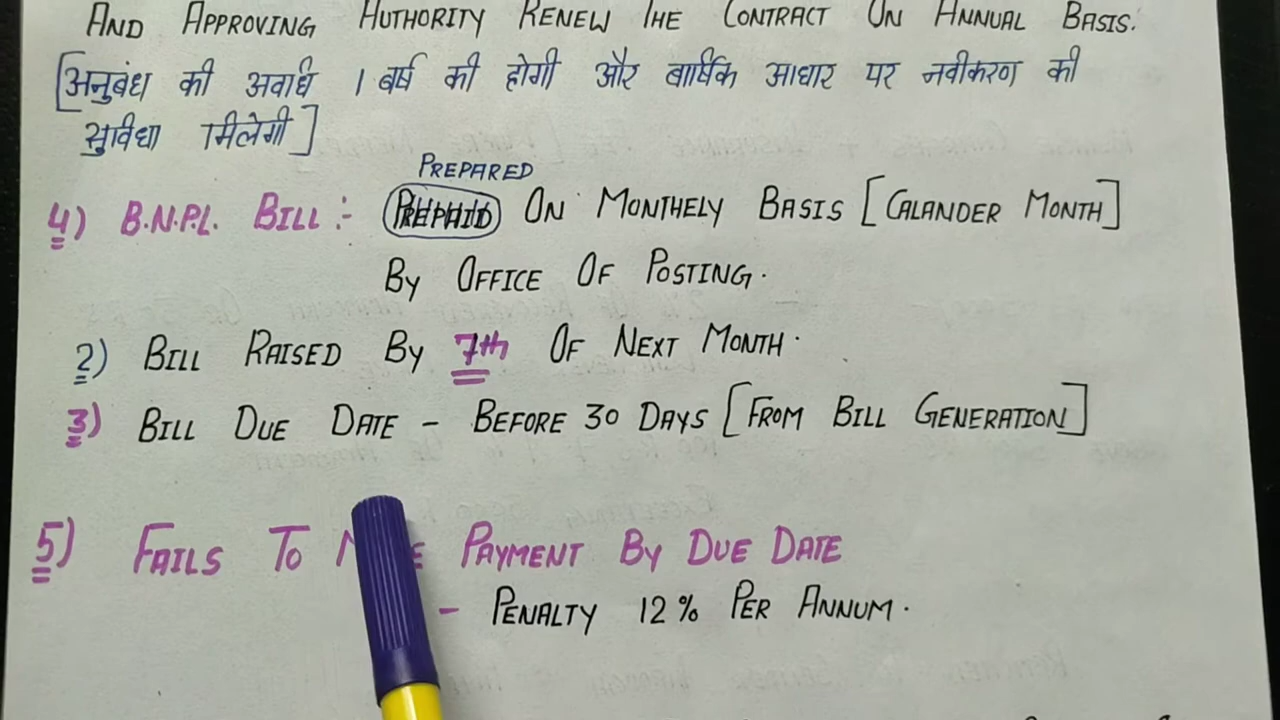 AND APPROVING AUTHORITY RENEW THE CONTRACT ON ANNUAL BASIS.
[अनुबंध की अवधि 1 वर्ष की होगी और वार्षिक आधार पर नवीकरण की
सुविधा मिलेगी]
PREPARED
4) B.N.P.L. BILL :- PREPAID ON MONTHELY BASIS [CALANDER MONTH]
By OFFICE OF POSTING.
2) BILL RAISED By 7th OF NEXT MONTH.
3) BILL DUE DATE - BEFORE 30 DAYS [FROM BILL GENERATION]
5) FAILS TO PAYMENT By DUE DATE
- PENALTY 12% PER ANNUM.